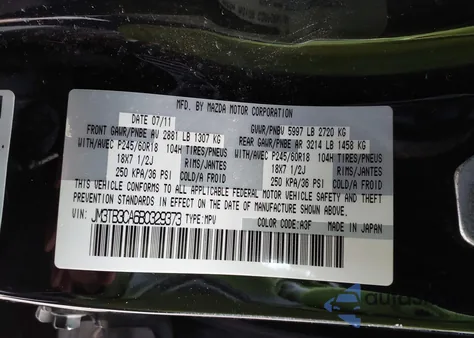 MFD. BY MAZDA MOTOR CORPORATION
DATE 07/11 GVWR/PNBV 5997 LB 2720 KG
FRONT GAWR/PNBE AV 2881 LB 1307 KG REAR GAWR/PNBE AR 3214 LB 1458 KG
WITH/AVEC P245/60R18 104H TIRES/PNEUS WITH/AVEC P245/60R18 104H TIRES/PNEUS
18X7 1/2J RIMS/JANTES 18X7 1/2J RIMS/JANTES
250 KPA/36 PSI COLD/A FROID 250 KPA/36 PSI COLD/A FROID
THIS VEHICLE CONFORMS TO ALL APPLICABLE FEDERAL MOTOR VEHICLE SAFETY AND THEFT
PREVENTION STANDARDS IN EFFECT ON THE DATE OF MANUFACTURE SHOWN ABOVE.
VIN: JM3TB3CA6B0329373 TYPE:MPV COLOR CODE: A3F MADE IN JAPAN